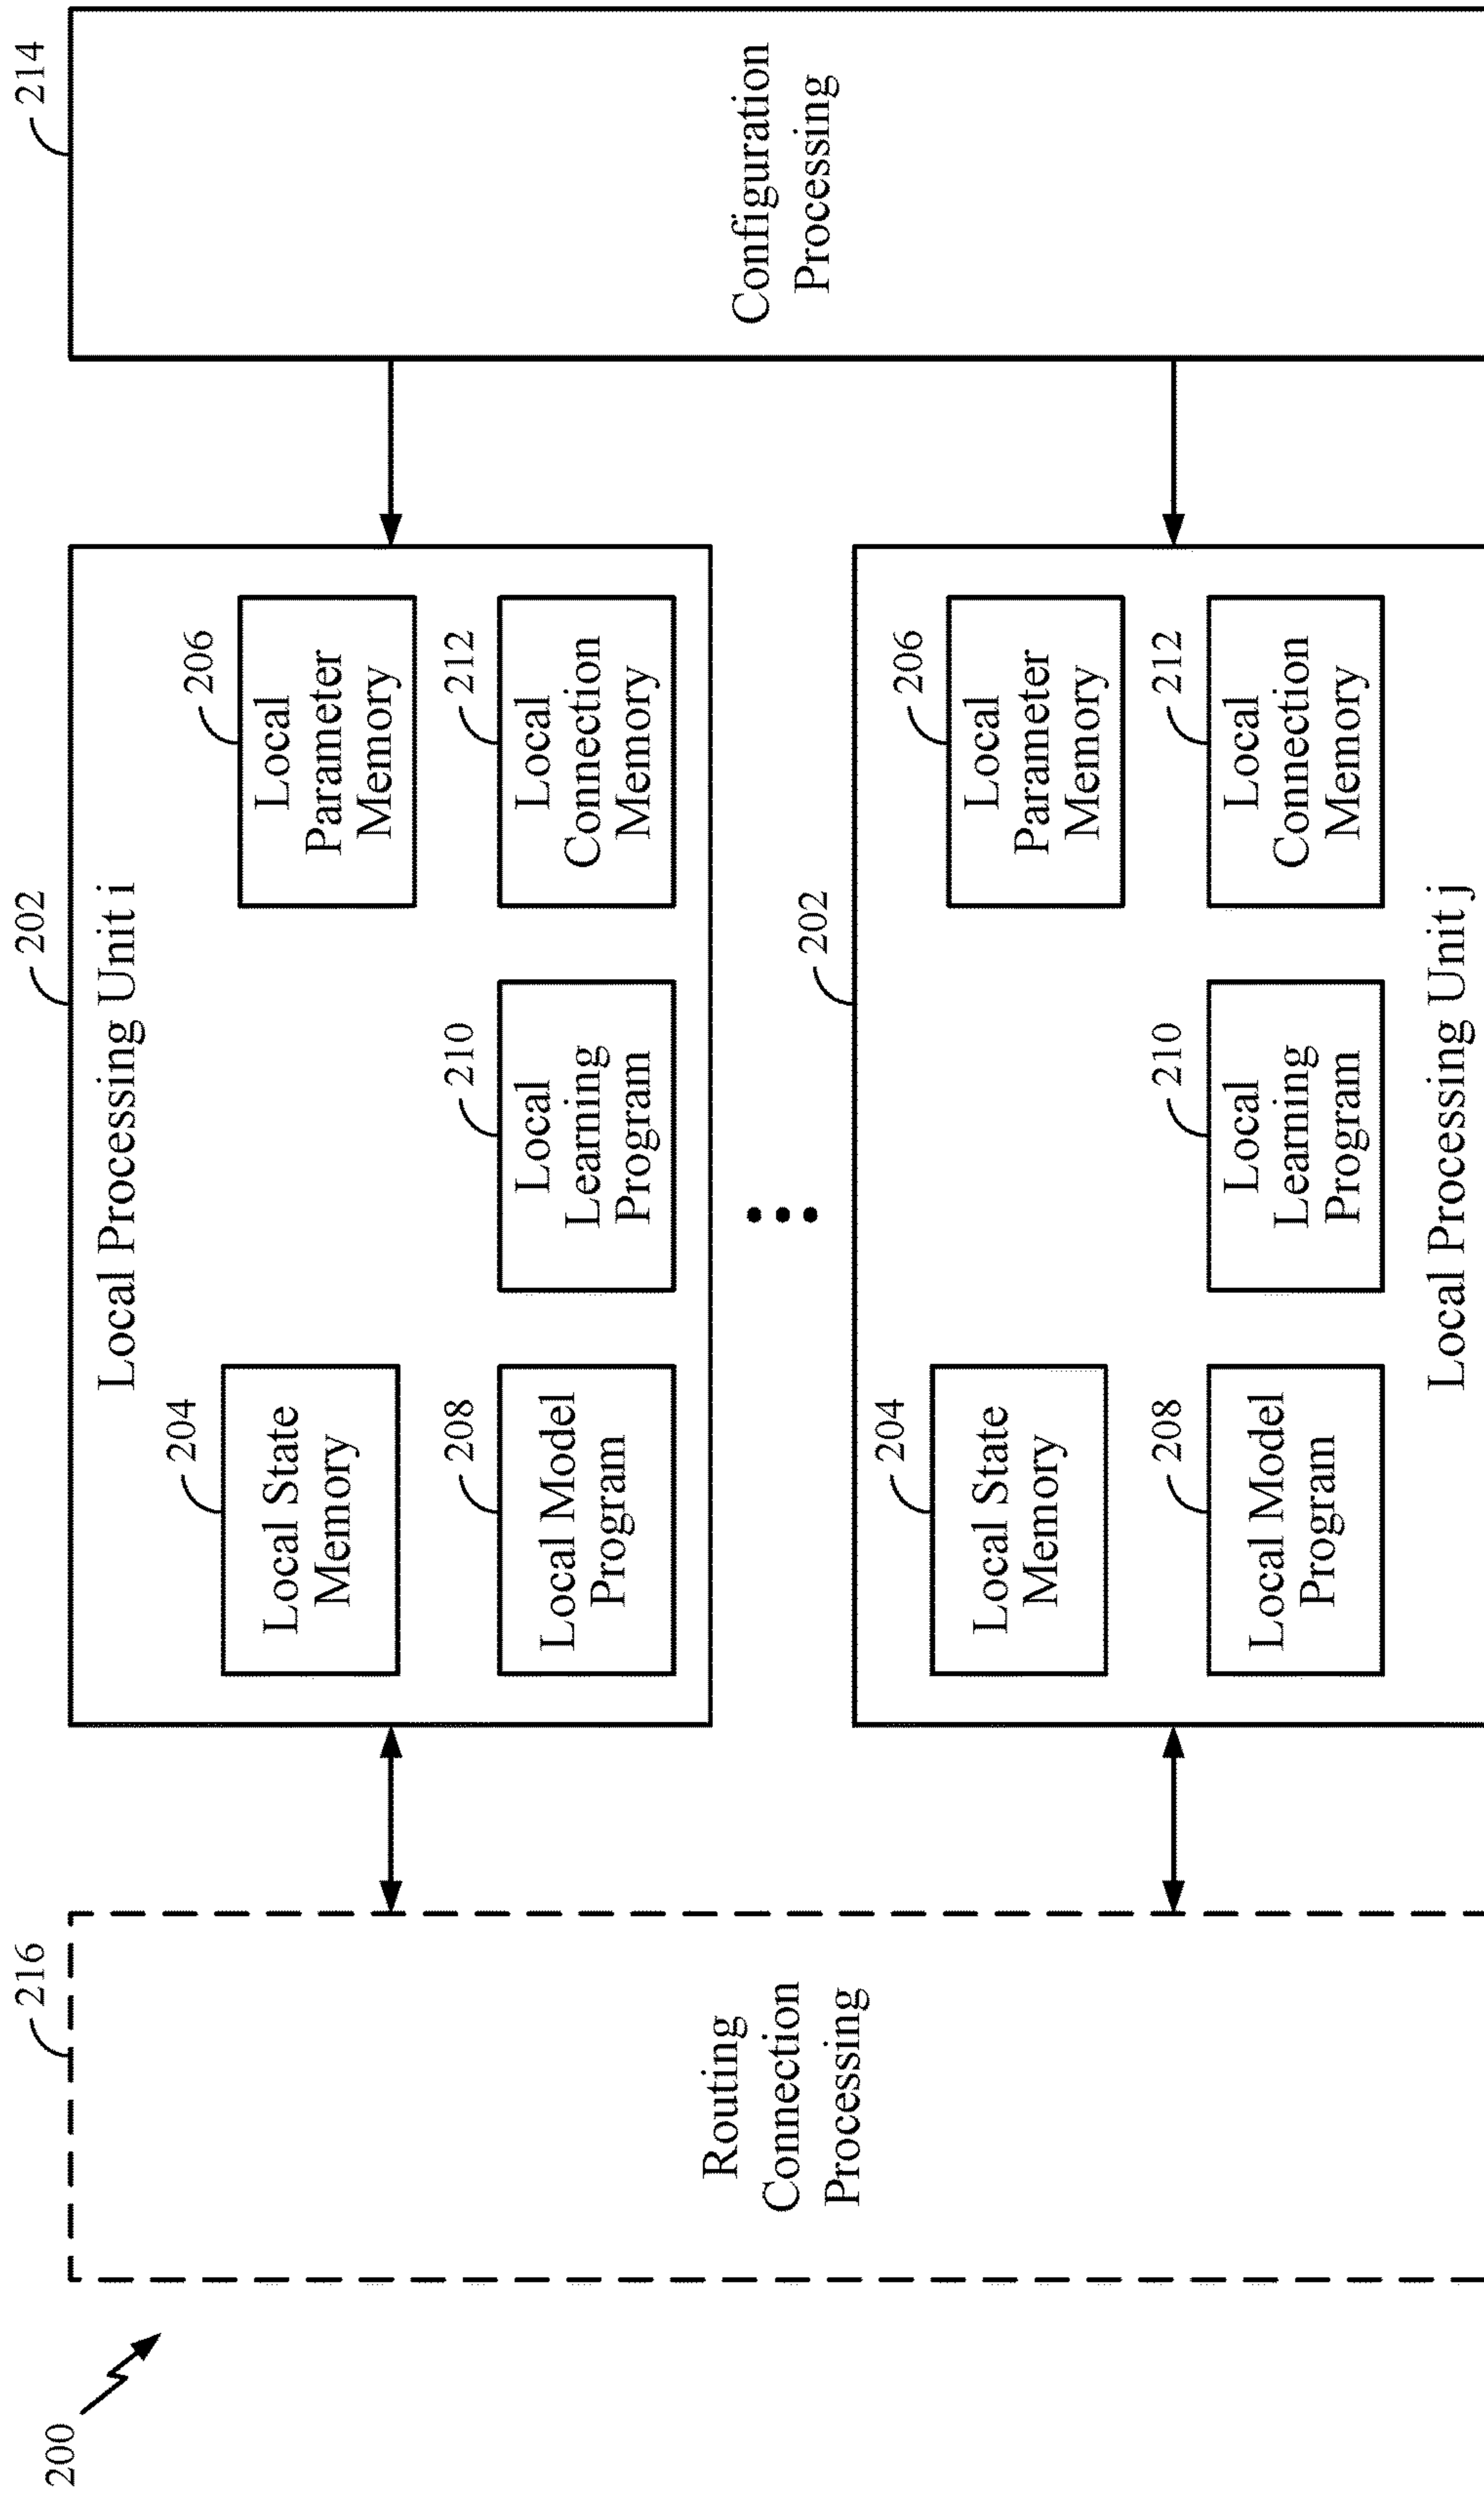 200
216
Routing
Connection
Processing
202
Local Processing Unit i
204
Local State
Memory
206
Local
Parameter
Memory
208
Local Model
Program
210
Local
Learning
Program
212
Local
Connection
Memory
202
204
Local State
Memory
206
Local
Parameter
Memory
208
Local Model
Program
210
Local
Learning
Program
212
Local
Connection
Memory
Local Processing Unit j
214
Configuration
Processing